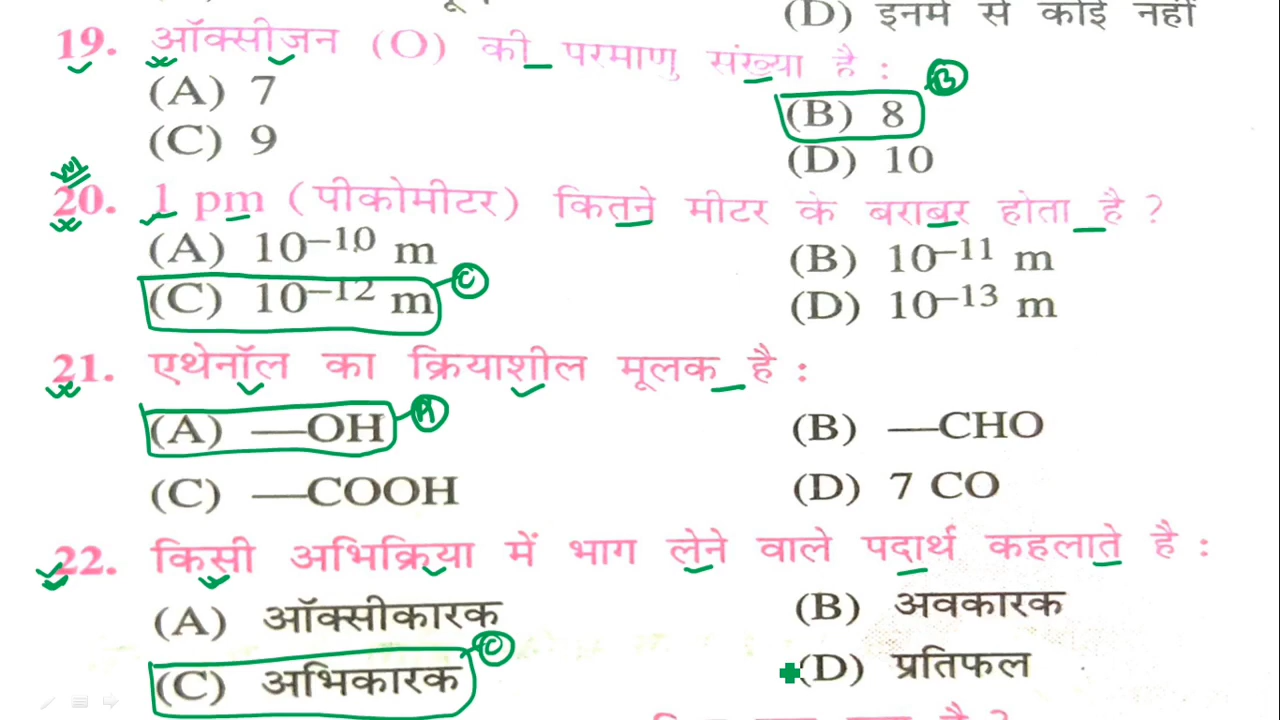 (D) इनमें से कोई नहीं
19. ऑक्सीजन (O) की परमाणु संख्या है :
(A) 7
(B) 8
B
(C) 9
(D) 10
20. 1 pm (पीकोमीटर) कितने मीटर के बराबर होता है ?
(A) 10⁻¹⁰ m
(B) 10⁻¹¹ m
(C) 10⁻¹² m
C
(D) 10⁻¹³ m
21. एथेनॉल का क्रियाशील मूलक है :
(A) —OH
A
(B) —CHO
(C) —COOH
(D) 7 CO
22. किसी अभिक्रिया में भाग लेने वाले पदार्थ कहलाते है :
(A) ऑक्सीकारक
(B) अवकारक
(C) अभिकारक
C
(D) प्रतिफल